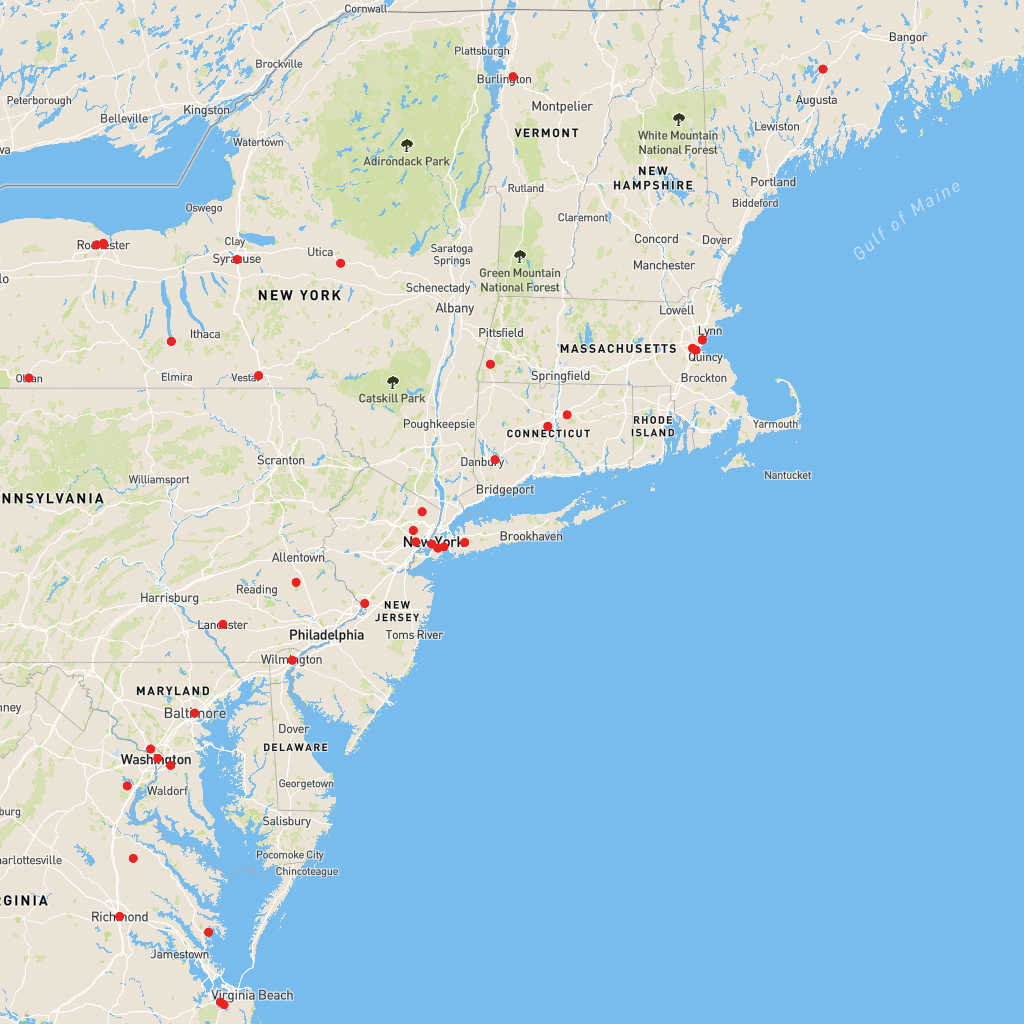 Cornwall
Bangor
Plattsburgh
Brockville
Burlington
Peterborough
Augusta
Kingston
Montpelier
Belleville
Lewiston
VERMONT
White Mountain
National Forest
Watertown
Adirondack Park
NEW
HAMPSHIRE
Portland
Rutland
Gulf of Maine
Biddeford
Oswego
Claremont
Clay
Concord
Dover
Rochester
Saratoga
Springs
Utica
Syracuse
Manchester
Green Mountain
National Forest
Schenectady
NEW YORK
Albany
Lowell
Ithaca
Pittsfield
Lynn
MASSACHUSETTS
Quincy
Olean
Elmira
Vestal
Springfield
Brockton
Catskill Park
Poughkeepsie
RHODE
ISLAND
Yarmouth
CONNECTICUT
Scranton
Danbury
Nantucket
Williamsport
Bridgeport
NNSYLVANIA
New York
Brookhaven
Allentown
Reading
Harrisburg
NEW
JERSEY
Lancaster
Philadelphia
Toms River
Wilmington
MARYLAND
Baltimore
Dover
DELAWARE
Washington
Georgetown
Waldorf
Salisbury
Pocomoke City
arlottesville
Chincoteague
RGINIA
Richmond
Jamestown
Virginia Beach